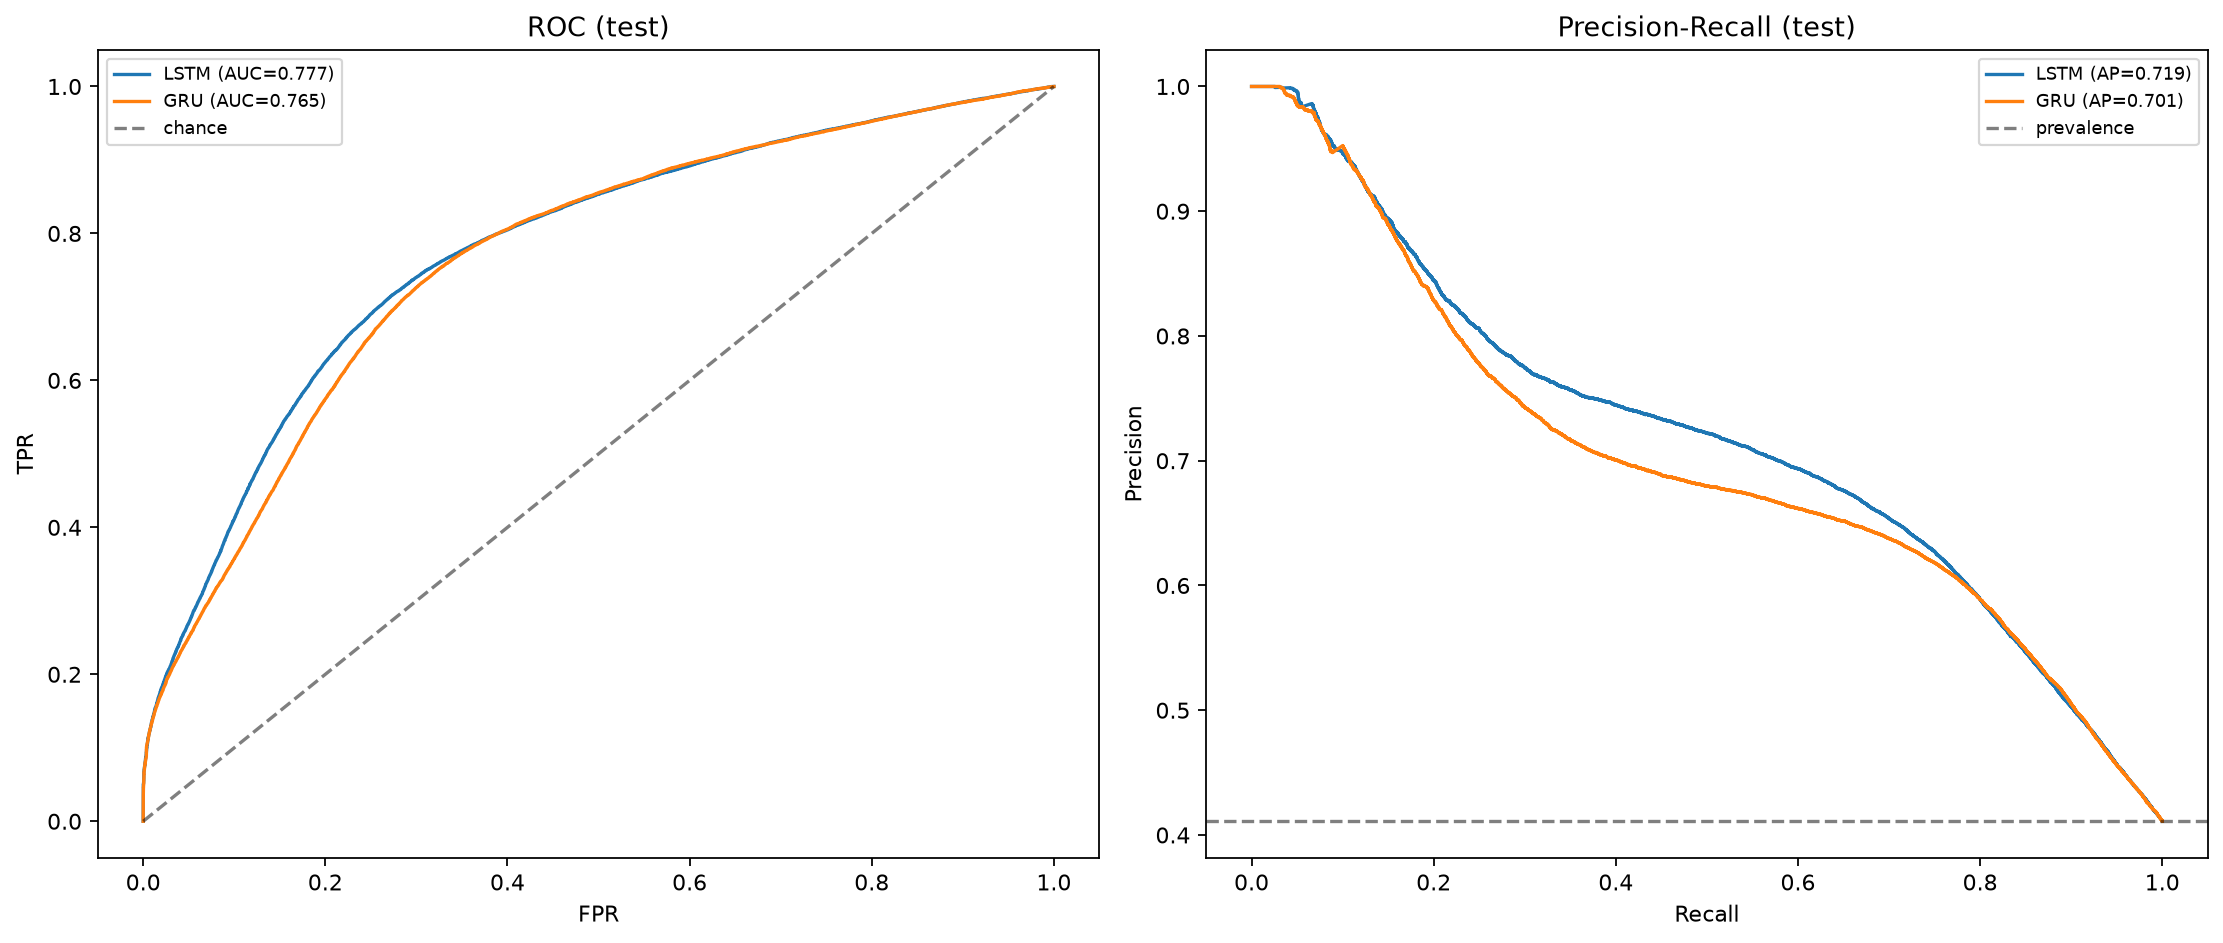 ROC (test)
LSTM (AUC=0.777)
GRU (AUC=0.765)
chance
1.0
0.8
0.6
0.4
0.2
0.0
TPR
0.0 0.2 0.4 0.6 0.8 1.0
FPR
Precision-Recall (test)
LSTM (AP=0.719)
GRU (AP=0.701)
prevalence
1.0
0.9
0.8
0.7
0.6
0.5
0.4
Precision
0.0 0.2 0.4 0.6 0.8 1.0
Recall